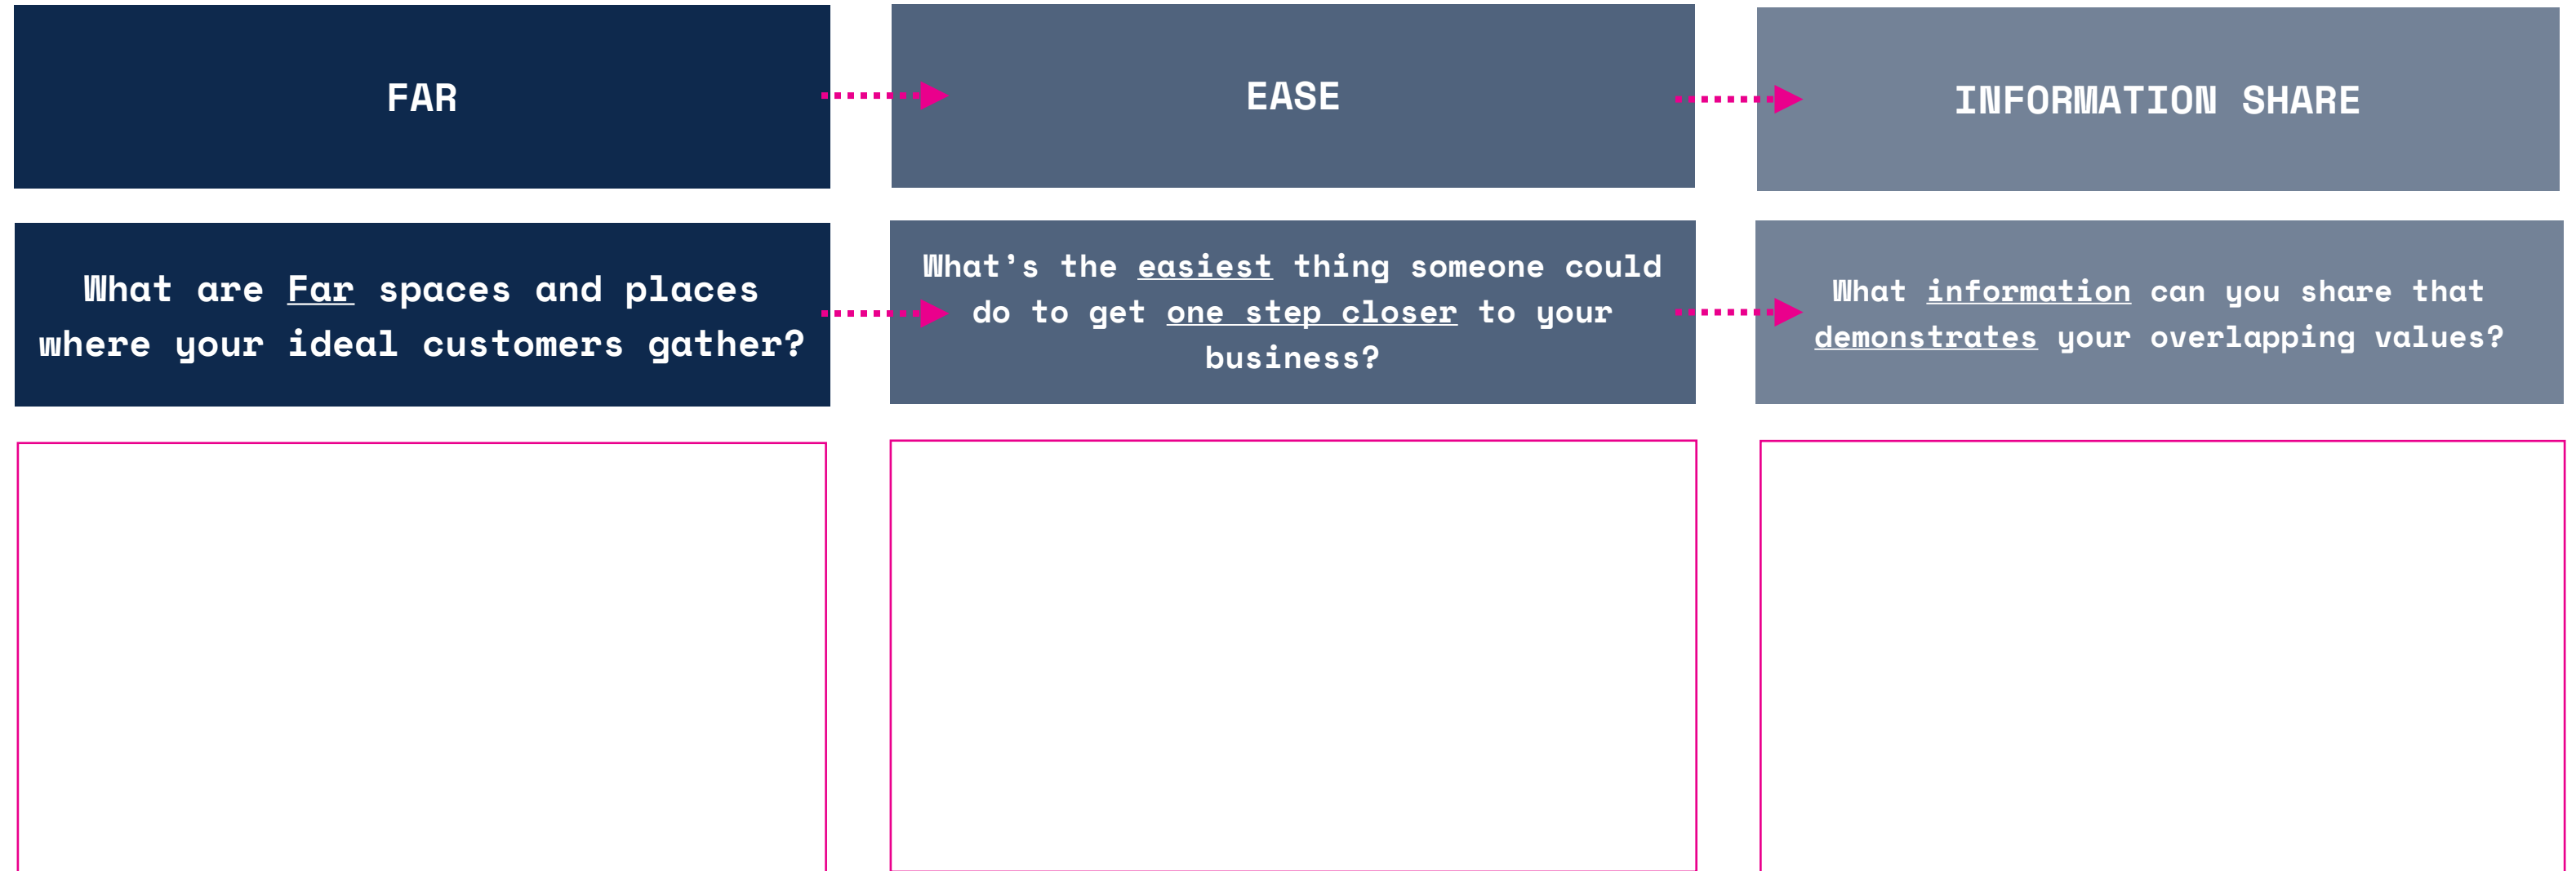 FAR
EASE
INFORMATION SHARE
What are Far spaces and places
where your ideal customers gather?
What’s the easiest thing someone could
do to get one step closer to your
business?
What information can you share that
demonstrates your overlapping values?